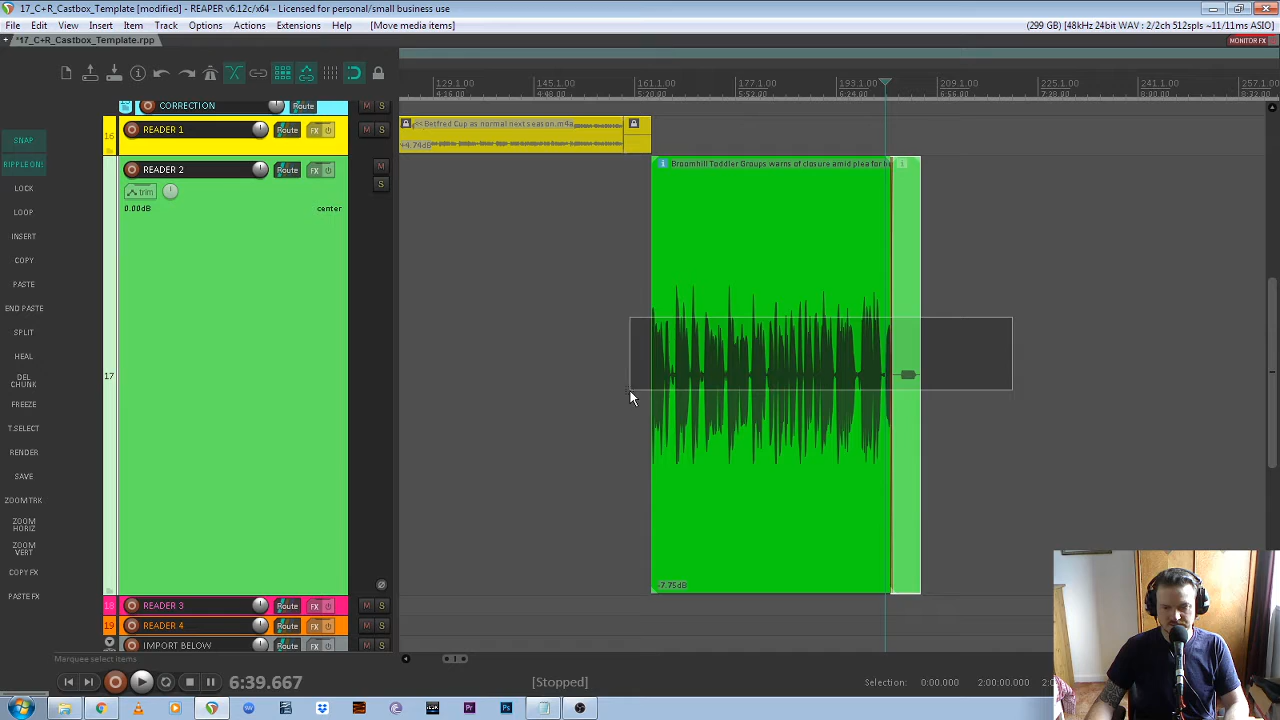 17_C+R_Castbox_Template [modified] - REAPER v6.12c/x64 - Licensed for personal/small business use
File Edit View Insert Item Track Options Actions Extensions Help [Move media items]
(299 GB) [48kHz 24bit WAV : 2/2ch 512spls ~11/11ms ASIO]
*17_C+R_Castbox_Template.rpp
MONITOR FX
129.1.00 145.1.00 161.1.00 177.1.00 193.1.00 209.1.00 225.1.00 241.1.00 257.1.00
4:16.00 4:48.00 5:20.00 5:52.00 6:24.00 6:56.00 7:28.00 8:00.00 8:32.00
CORRECTION Route M S
16 READER 1 Route FX M S
Betfred Cup as normal next season.m4a
+4.74dB
READER 2 Route FX M
S
trim
0.00dB center
Broomhill Toddler Groups warns of closure amid plea for
SNAP
RIPPLE ON!
LOCK
LOOP
INSERT
COPY
PASTE
END PASTE
SPLIT
HEAL
DEL
CHUNK
FREEZE
T.SELECT
RENDER
SAVE
ZOOMTRK
ZOOM
HORIZ
ZOOM
VERT
COPY FX
PASTE FX
17
-7.75dB
18 READER 3 Route FX M S
19 READER 4 Route FX M S
IMPORT BELOW Route FX M S
Marquee select items
6:39.667
[Stopped]
Selection: 0:00.000 2:00:00.000